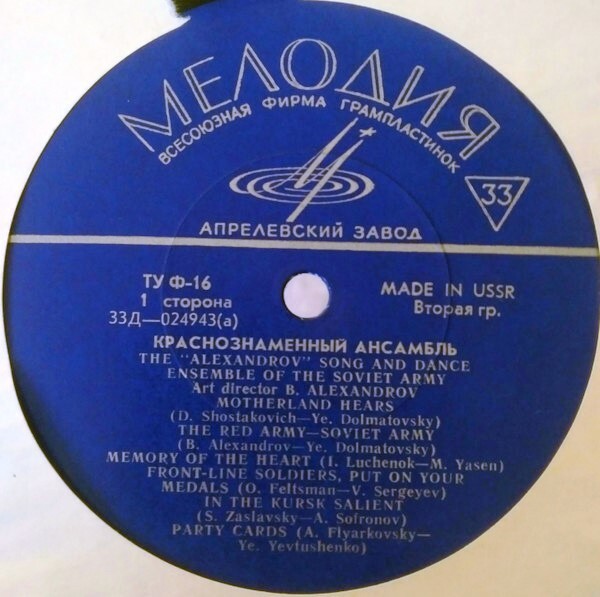 МЕЛОДИЯ
ВСЕСОЮЗНАЯ ФИРМА ГРАМПЛАСТИНОК
33
АПРЕЛЕВСКИЙ ЗАВОД
ТУ Ф-16
1 сторона
33Д—024943(а)
MADE IN USSR
Вторая гр.
КРАСНОЗНАМЕННЫЙ АНСАМБЛЬ
THE "ALEXANDROV" SONG AND DANCE
ENSEMBLE OF THE SOVIET ARMY
Art director B. ALEXANDROV
MOTHERLAND HEARS
(D. Shostakovich—Ye. Dolmatovsky)
THE RED ARMY—SOVIET ARMY
(B. Alexandrov—Ye. Dolmatovsky)
MEMORY OF THE HEART (I. Luchenok—M. Yasen)
FRONT-LINE SOLDIERS, PUT ON YOUR
MEDALS (O. Feltsman—V. Sergeyev)
IN THE KURSK SALIENT
(S. Zaslavsky—A. Sofronov)
PARTY CARDS (A. Flyarkovsky—
Ye. Yevtushenko)